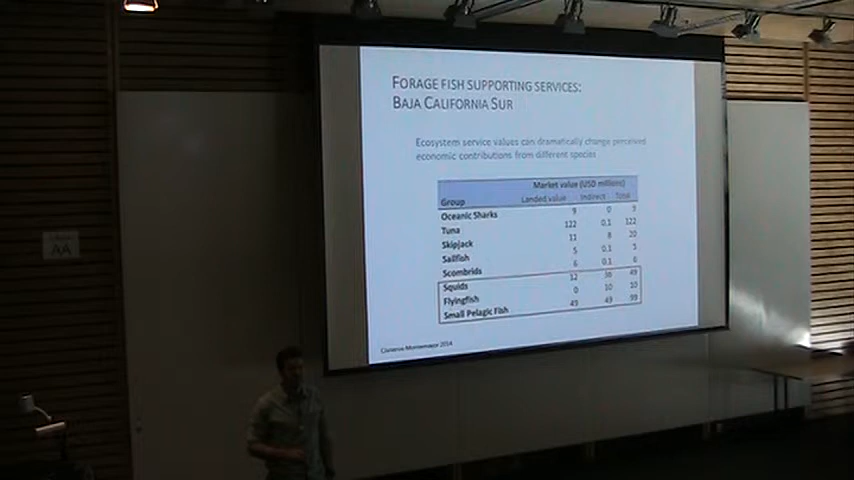 FORAGE FISH SUPPORTING SERVICES:
BAJA CALIFORNIA SUR
Ecosystem service values can dramatically change perceived
economic contributions from different species
Market value (USD millions)
Group Landed value Indirect Total
Oceanic Sharks 9 0 9
Tuna 122 0.1 122
Skipjack 11 8 20
Sailfish 5 0.1 5
Scombrids 6 0.1 6
Squids 12 36 49
Flyingfish 0 10 10
Small Pelagic Fish 49 49 99
Cisneros-Montemayor 2014
AA